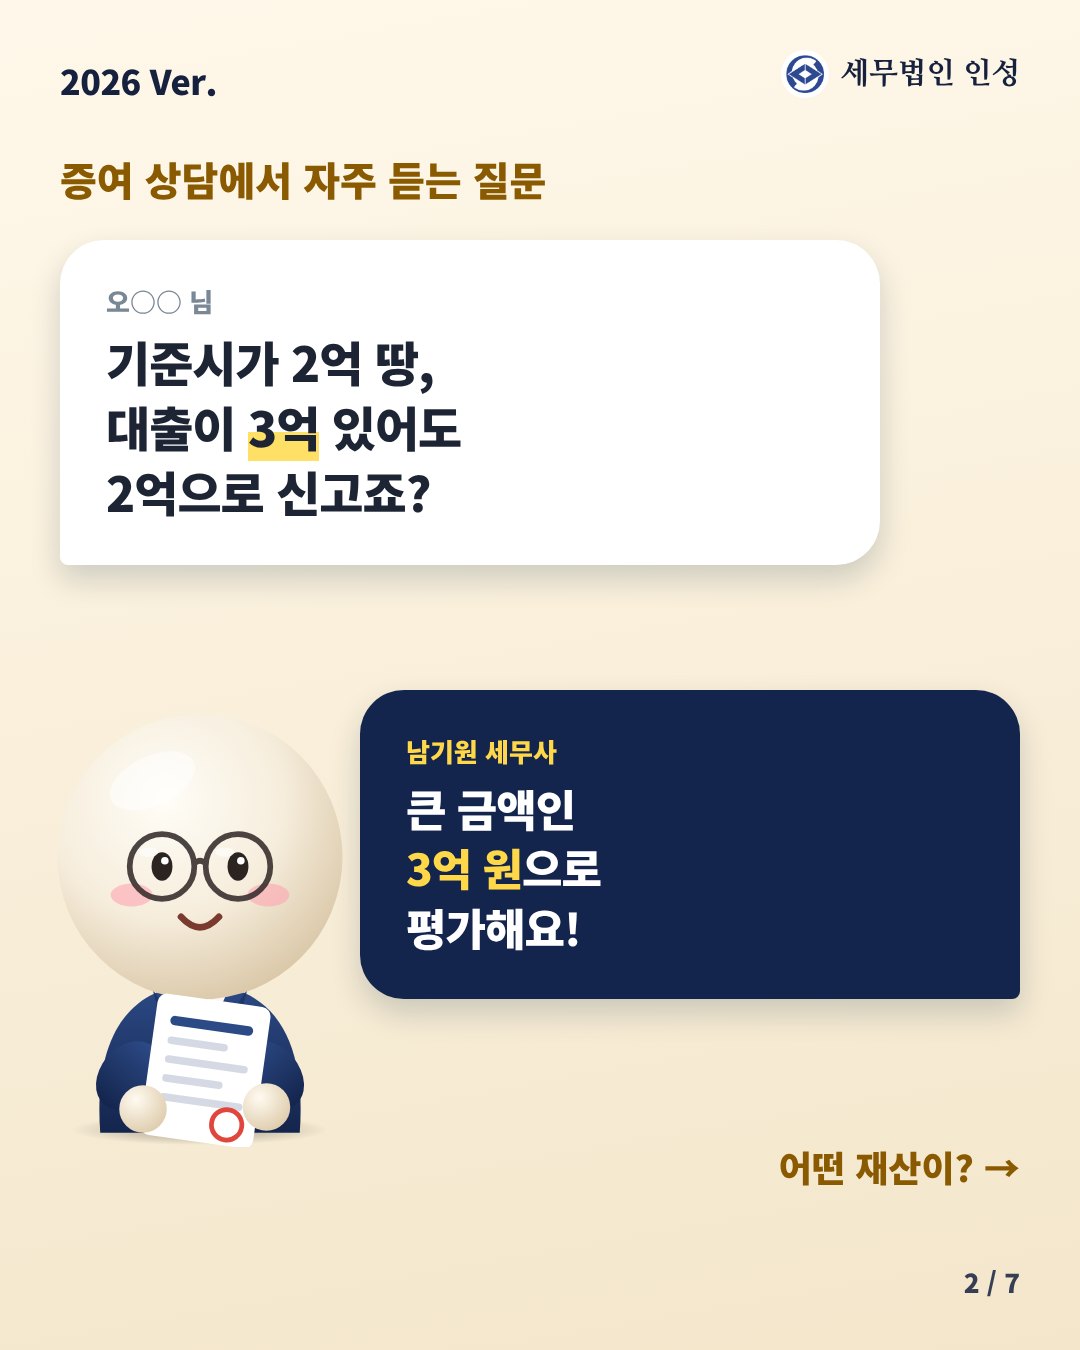 2026 Ver.
세무법인 인성
증여 상담에서 자주 듣는 질문
오〇〇 님
기준시가 2억 땅,
대출이 3억 있어도
2억으로 신고죠?
남기원 세무사
큰 금액인
3억 원으로
평가해요!
어떤 재산이? →
2 / 7